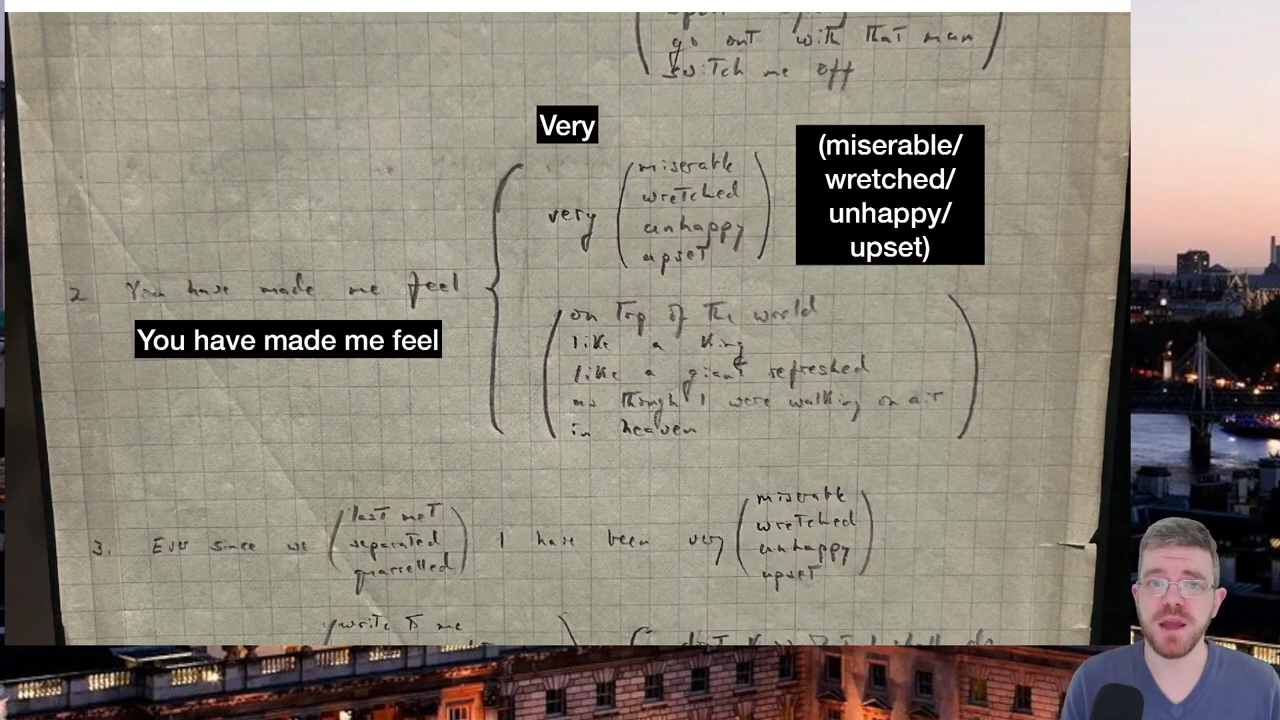 go out with that man
switch me off
Very
(miserable/
wretched/
unhappy/
upset)
very
miserable
wretched
unhappy
upset
2 You have made me feel
You have made me feel
on top of the world
like a king
like a giant refreshed
as though I were walking on air
in heaven
3. Ever since we
last met
separated
quarrelled
I have been very
miserable
wretched
unhappy
upset
write to me